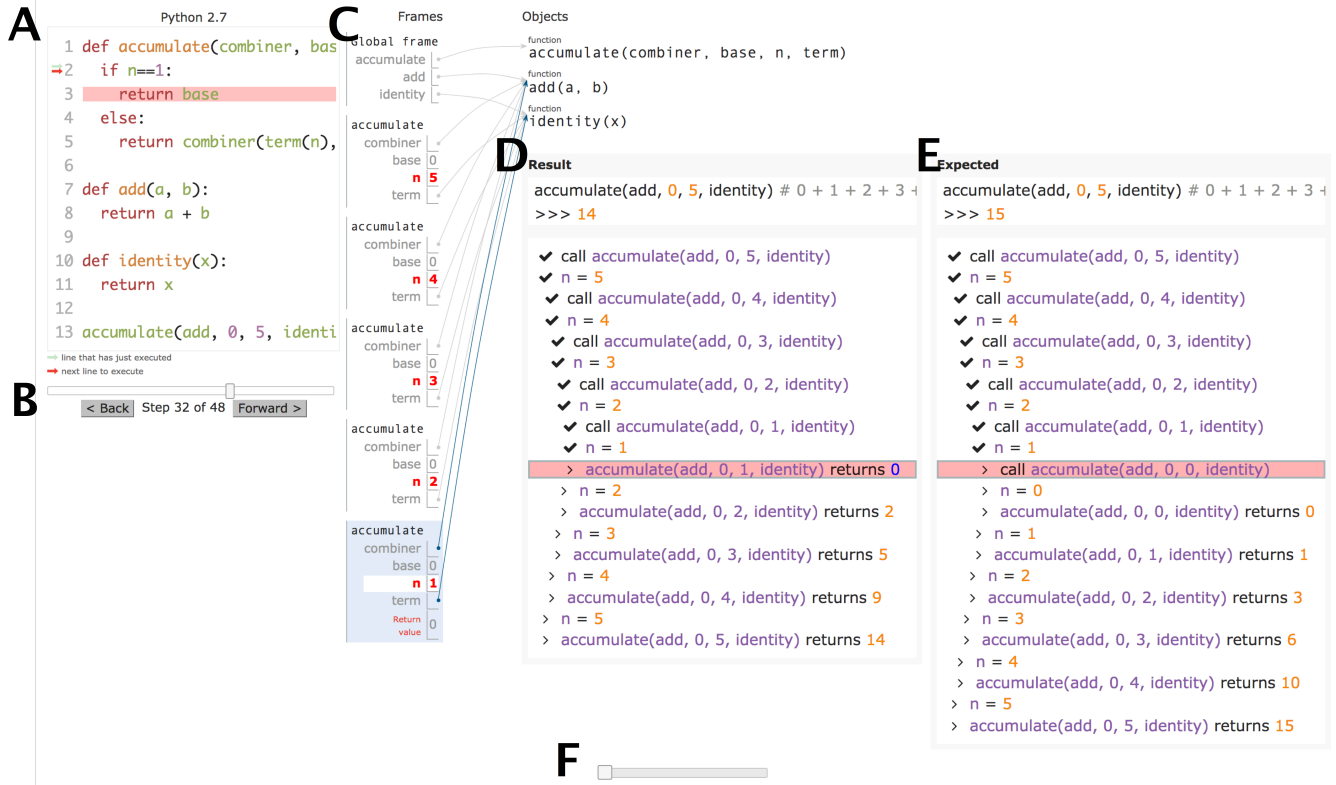 A
Python 2.7
1 def accumulate(combiner, bas
2 if n==1:
3 return base
4 else:
5 return combiner(term(n),
6
7 def add(a, b):
8 return a + b
9
10 def identity(x):
11 return x
12
13 accumulate(add, 0, 5, identi
line that has just executed
next line to execute
B
< Back Step 32 of 48 Forward >
C
Frames Objects
Global frame
accumulate
add
identity
function
accumulate(combiner, base, n, term)
function
add(a, b)
function
identity(x)
accumulate
combiner
base 0
n 5
term
accumulate
combiner
base 0
n 4
term
accumulate
combiner
base 0
n 3
term
accumulate
combiner
base 0
n 2
term
accumulate
combiner
base 0
n 1
term
Return
value 0
D
Result
accumulate(add, 0, 5, identity) # 0 + 1 + 2 + 3 +
>>> 14
call accumulate(add, 0, 5, identity)
n = 5
call accumulate(add, 0, 4, identity)
n = 4
call accumulate(add, 0, 3, identity)
n = 3
call accumulate(add, 0, 2, identity)
n = 2
call accumulate(add, 0, 1, identity)
n = 1
> accumulate(add, 0, 1, identity) returns 0
> n = 2
> accumulate(add, 0, 2, identity) returns 2
> n = 3
> accumulate(add, 0, 3, identity) returns 5
> n = 4
> accumulate(add, 0, 4, identity) returns 9
> n = 5
> accumulate(add, 0, 5, identity) returns 14
E
Expected
accumulate(add, 0, 5, identity) # 0 + 1 + 2 + 3 +
>>> 15
call accumulate(add, 0, 5, identity)
n = 5
call accumulate(add, 0, 4, identity)
n = 4
call accumulate(add, 0, 3, identity)
n = 3
call accumulate(add, 0, 2, identity)
n = 2
call accumulate(add, 0, 1, identity)
n = 1
> call accumulate(add, 0, 0, identity)
> n = 0
> accumulate(add, 0, 0, identity) returns 0
> n = 1
> accumulate(add, 0, 1, identity) returns 1
> n = 2
> accumulate(add, 0, 2, identity) returns 3
> n = 3
> accumulate(add, 0, 3, identity) returns 6
> n = 4
> accumulate(add, 0, 4, identity) returns 10
> n = 5
> accumulate(add, 0, 5, identity) returns 15
F